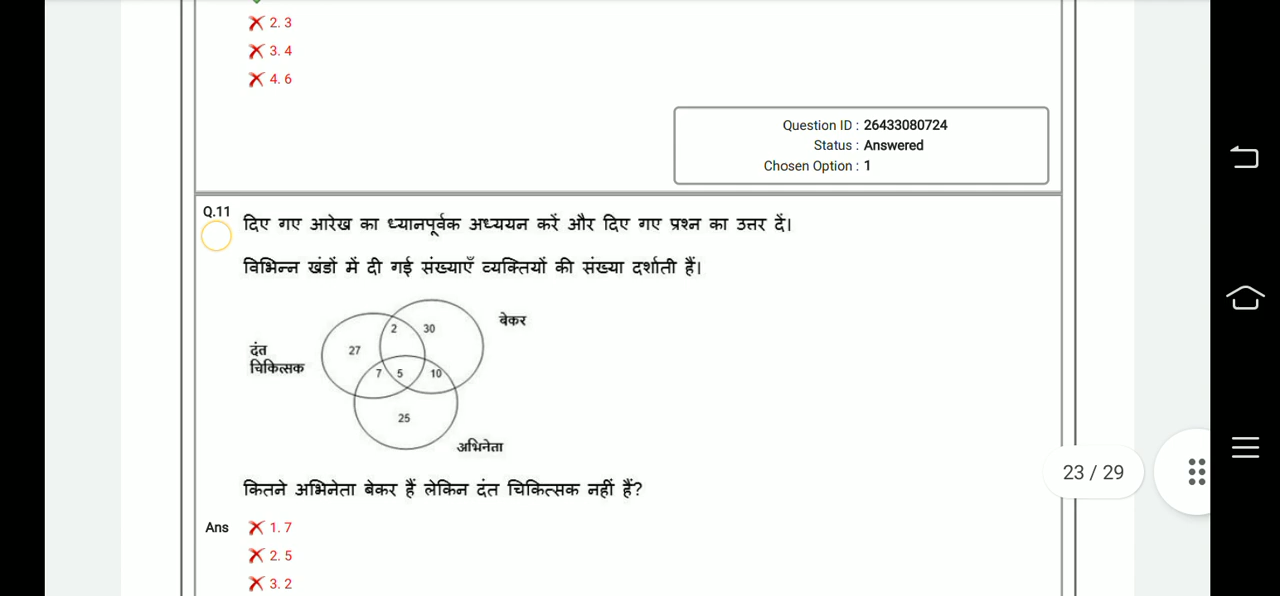 2. 3
3. 4
4. 6
Question ID : 26433080724
Status : Answered
Chosen Option : 1
Q.11
दिए गए आरेख का ध्यानपूर्वक अध्ययन करें और दिए गए प्रश्न का उत्तर दें।
विभिन्न खंडों में दी गई संख्याएँ व्यक्तियों की संख्या दर्शाती हैं।
2 30 बेकर
दंत
चिकित्सक
27
7 5 10
25
अभिनेता
23 / 29
कितने अभिनेता बेकर हैं लेकिन दंत चिकित्सक नहीं हैं?
Ans 1. 7
2. 5
3. 2